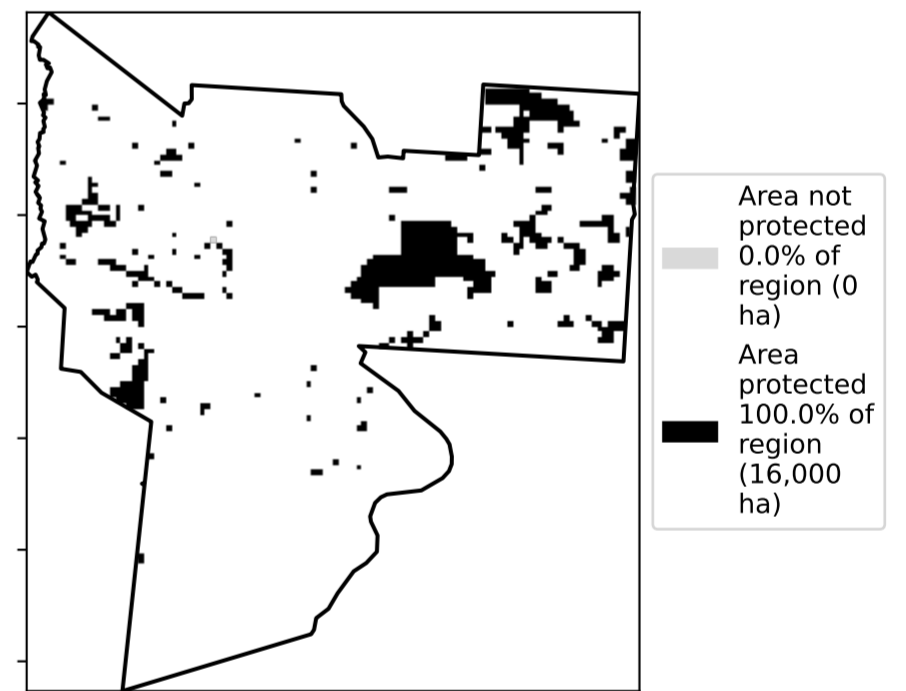 Area not
protected
0.0% of
region (0
ha)
Area
protected
100.0% of
region
(16,000
ha)